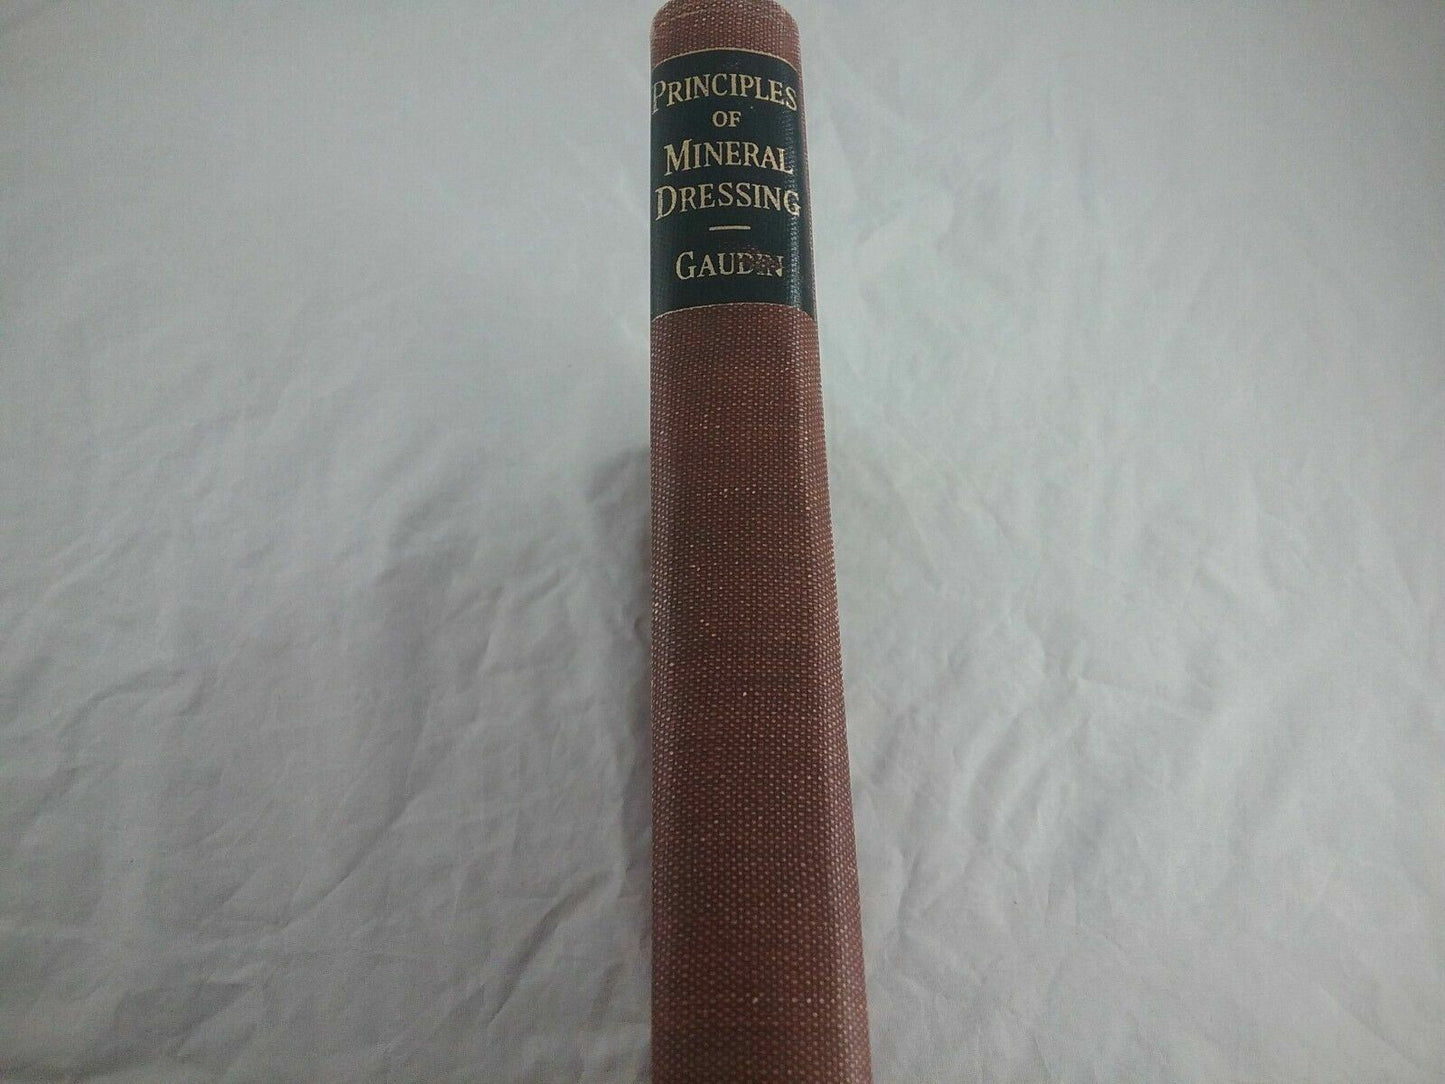 PRINCIPLES
OF
MINERAL
DRESSING
GAUDIN